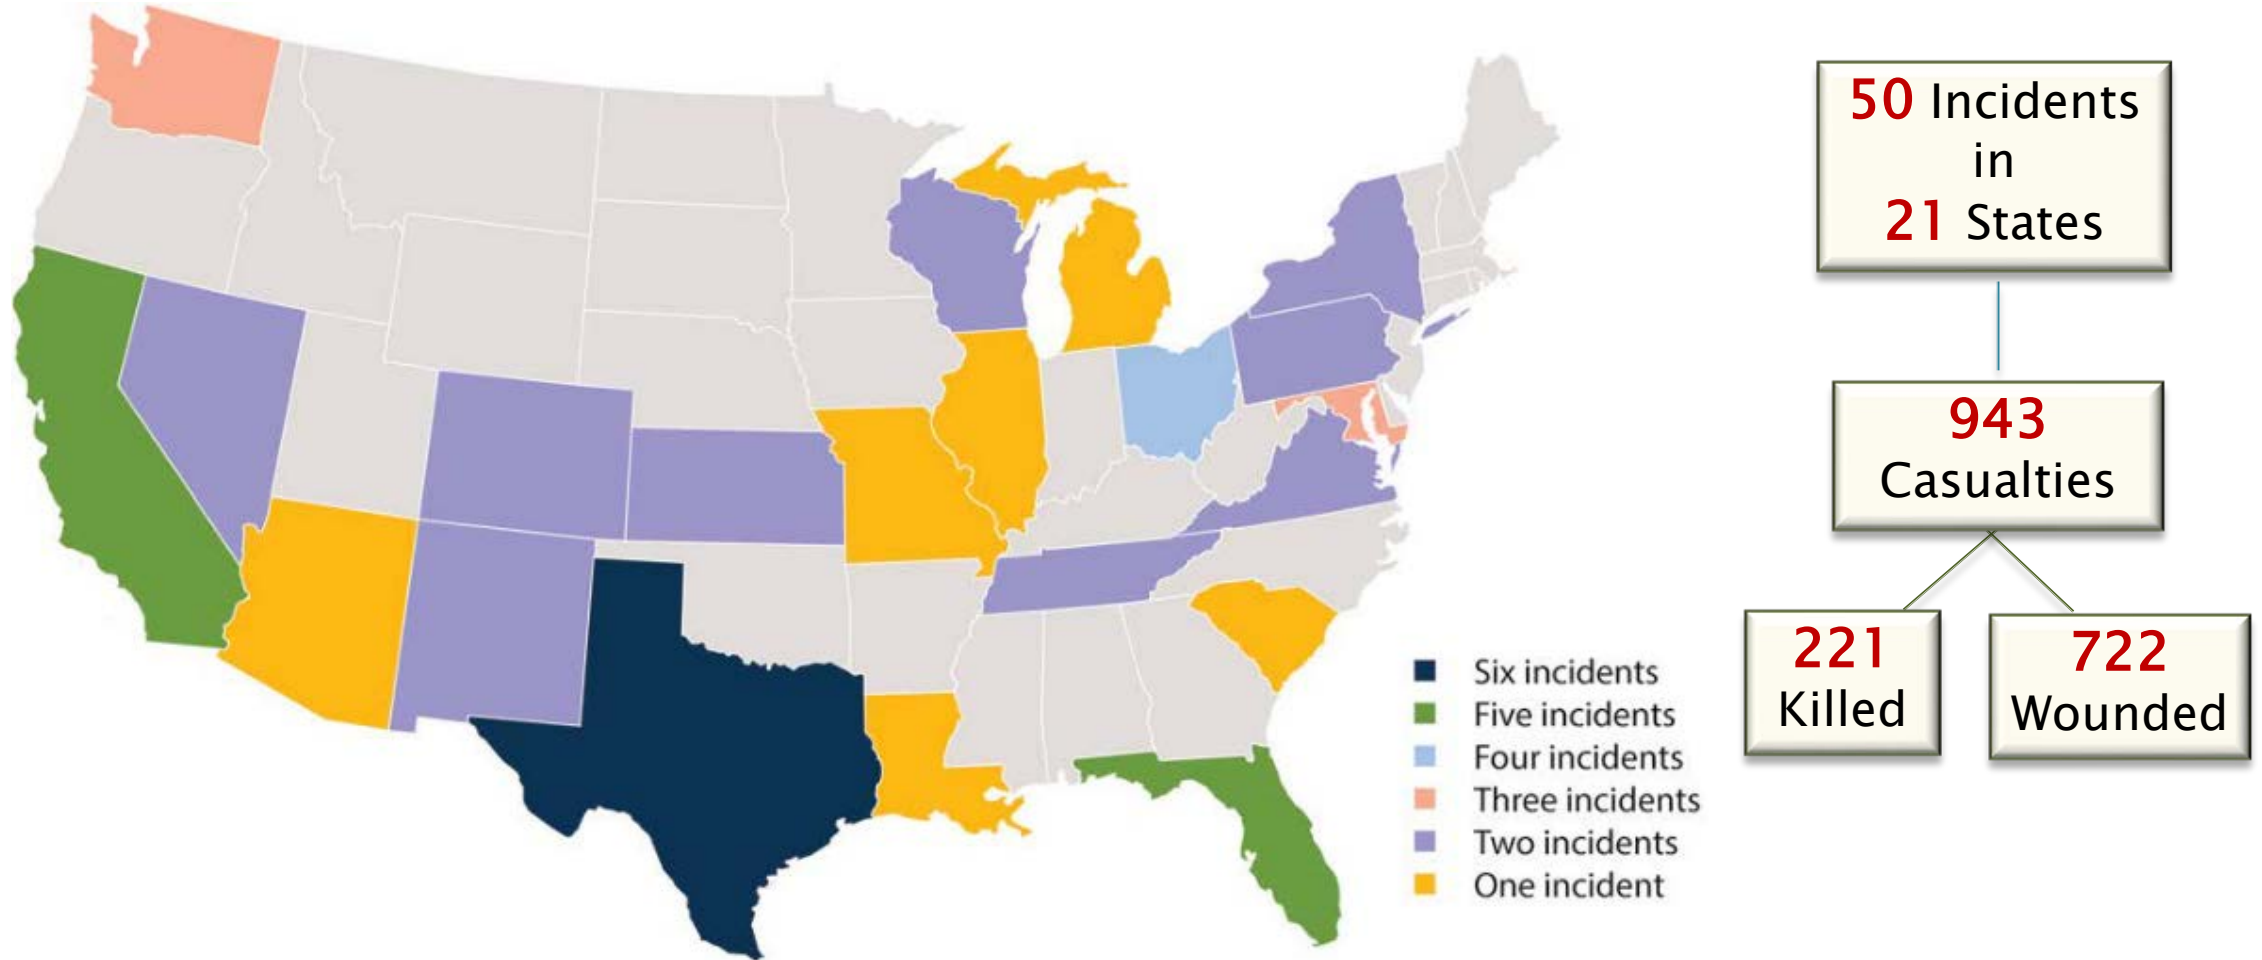 50 Incidents
in
21 States
943
Casualties
221
Killed
722
Wounded
Six incidents
Five incidents
Four incidents
Three incidents
Two incidents
One incident